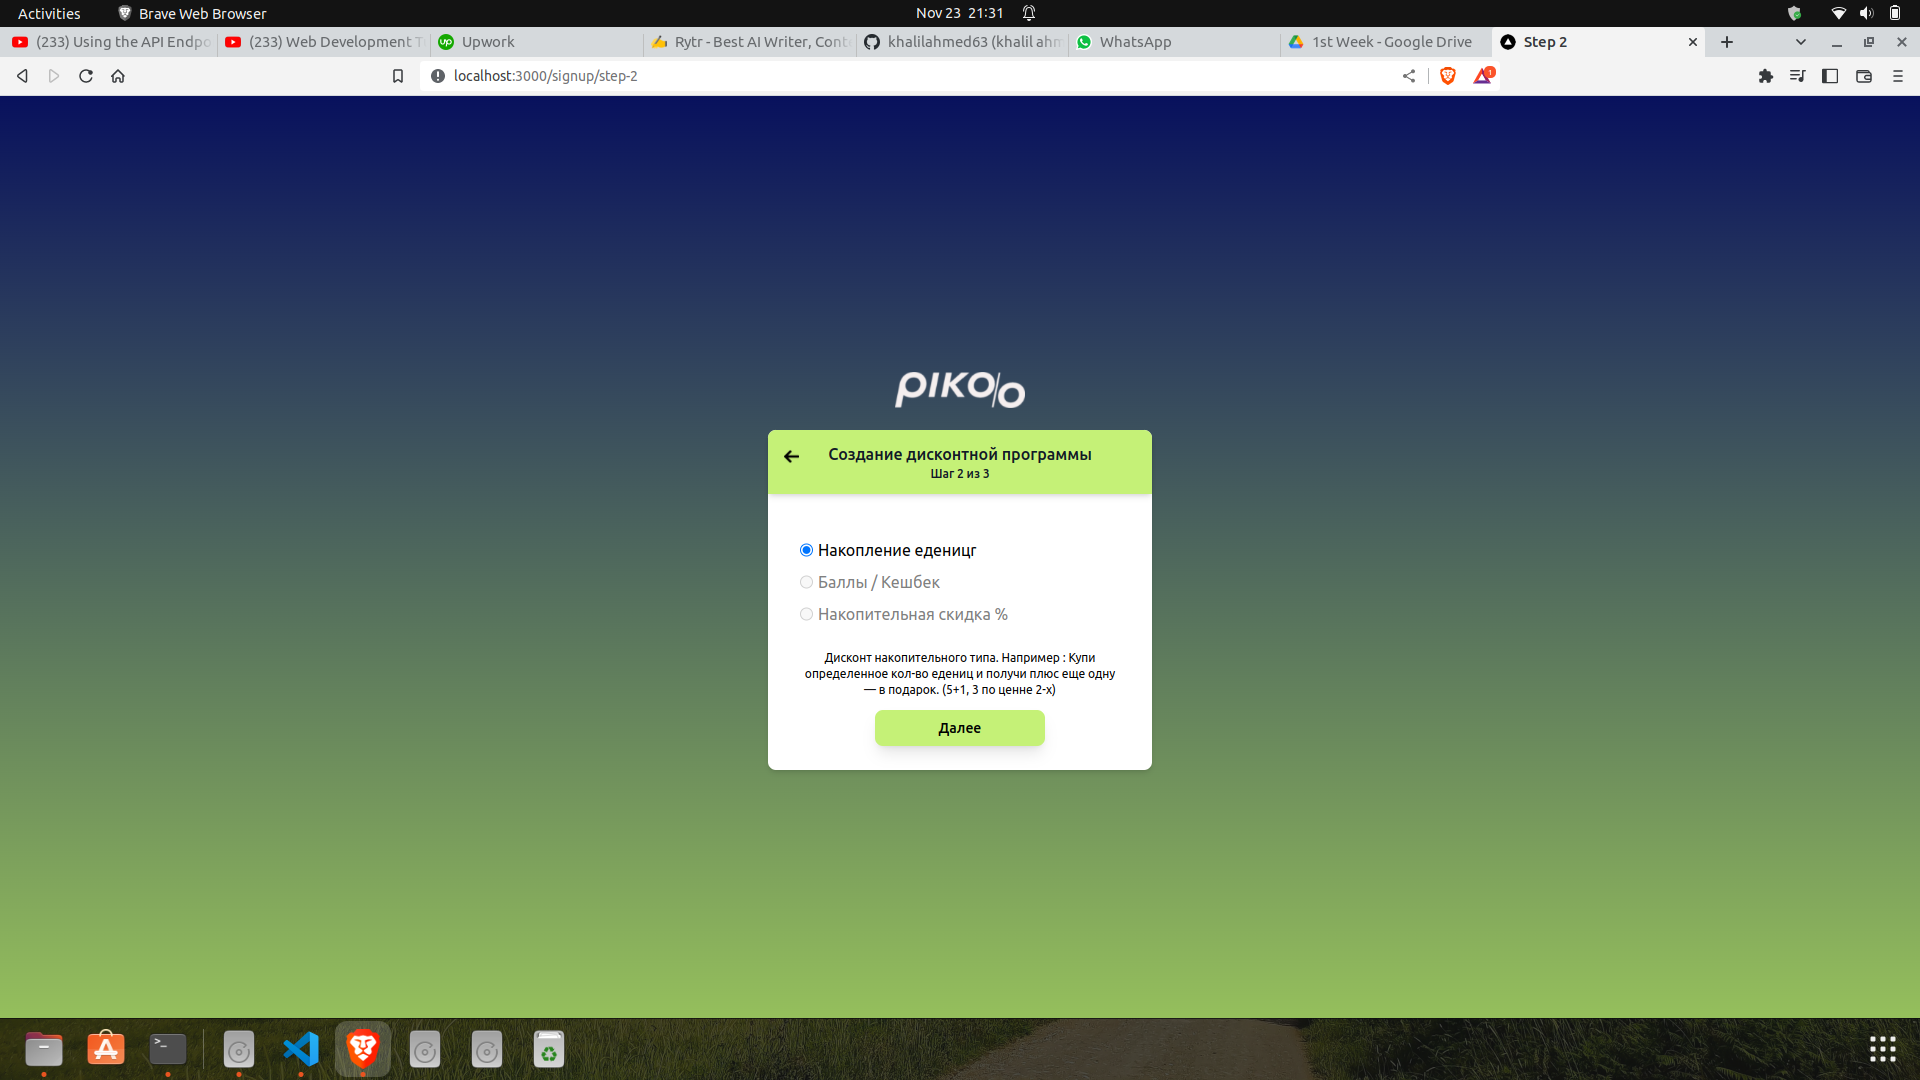 Activities
Brave Web Browser
Nov 23 21:31
(233) Using the API Endpo
(233) Web Development T
Upwork
Rytr - Best AI Writer, Cont
khalilahmed63 (khalil ahm
WhatsApp
1st Week - Google Drive
Step 2
localhost:3000/signup/step-2
1
piko/o
Создание дисконтной программы
Шаг 2 из 3
Накопление еденицг
Баллы / Кешбек
Накопительная скидка %
Дисконт накопительного типа. Например : Купи
определенное кол-во едениц и получи плюс еще одну
— в подарок. (5+1, 3 по ценне 2-х)
Далее